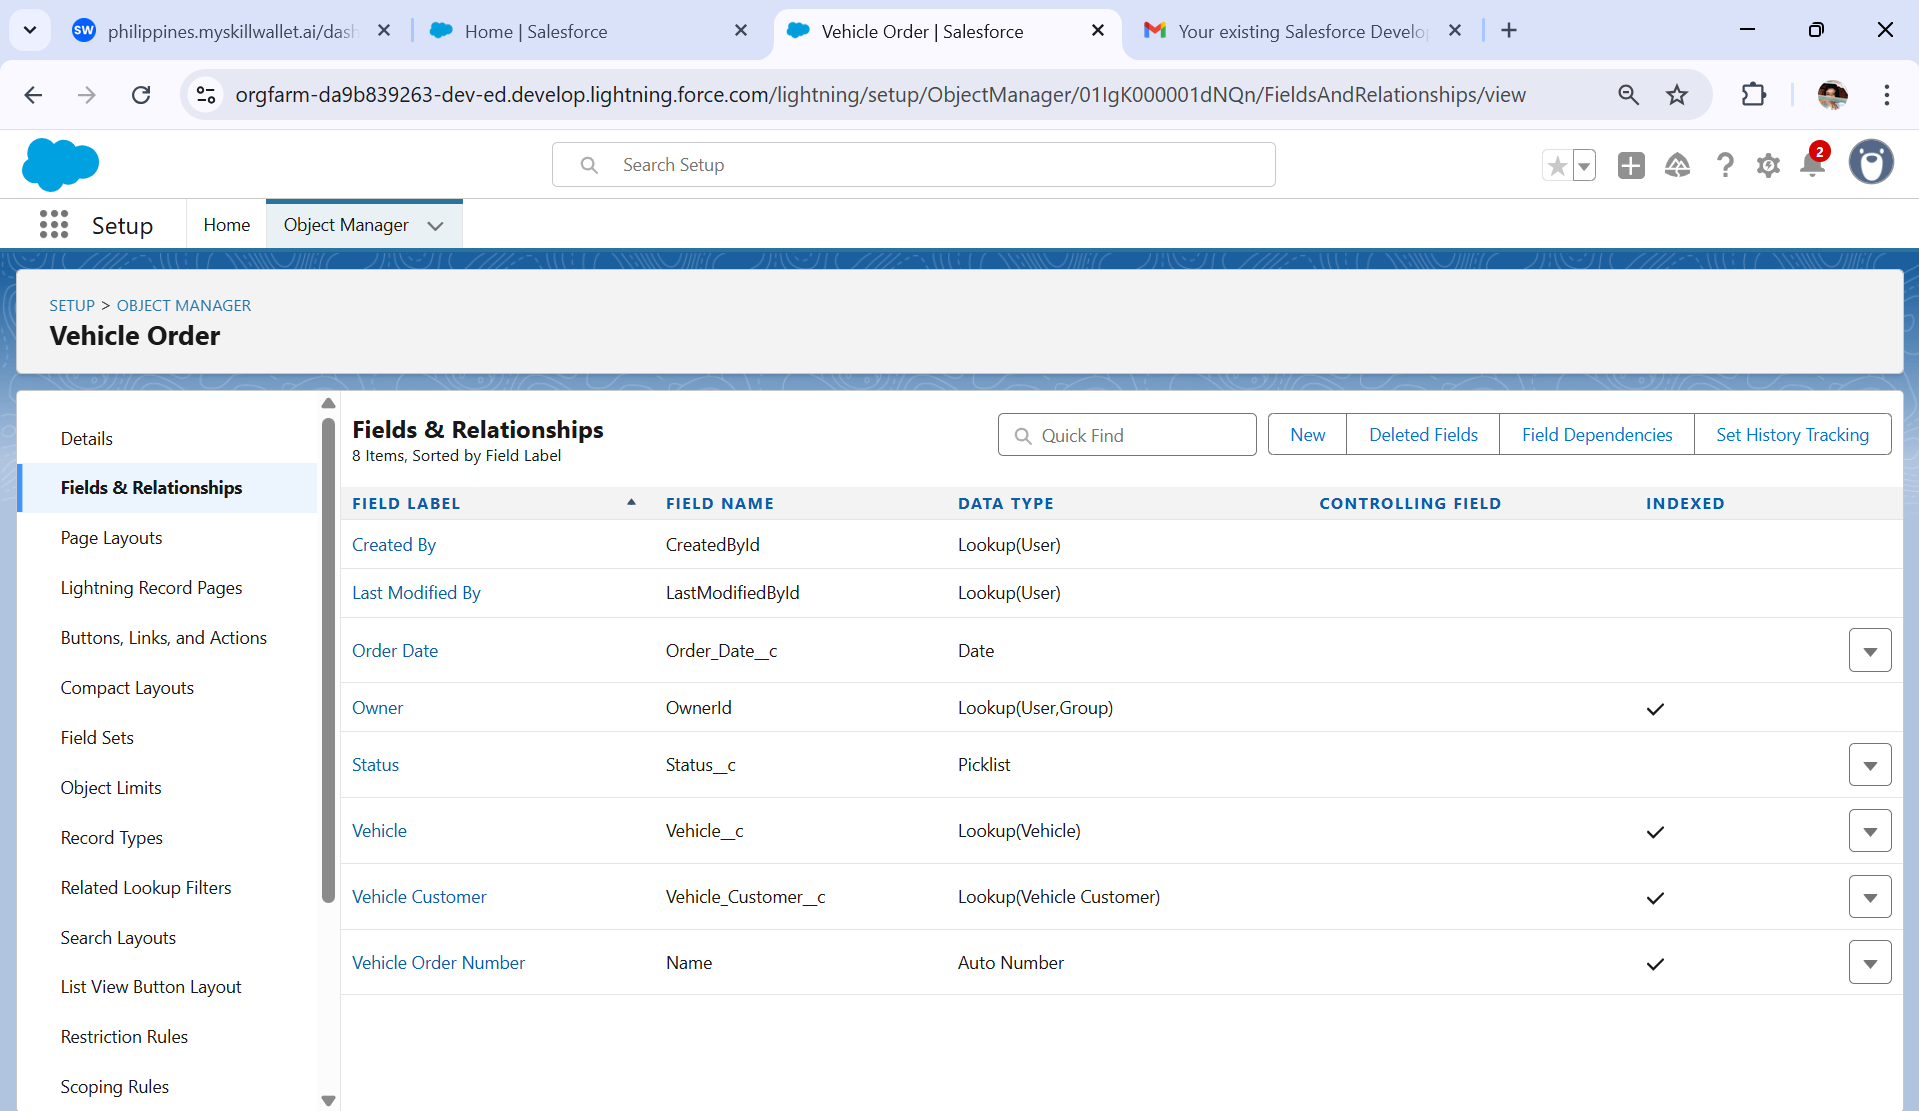 SW philippines.myskillwallet.ai/dash
Home | Salesforce
Vehicle Order | Salesforce
Your existing Salesforce Develo
orgfarm-da9b839263-dev-ed.develop.lightning.force.com/lightning/setup/ObjectManager/01IgK000001dNQn/FieldsAndRelationships/view
Search Setup
2
Setup
Home
Object Manager
SETUP > OBJECT MANAGER
Vehicle Order
Details
Fields & Relationships
Page Layouts
Lightning Record Pages
Buttons, Links, and Actions
Compact Layouts
Field Sets
Object Limits
Record Types
Related Lookup Filters
Search Layouts
List View Button Layout
Restriction Rules
Scoping Rules
Fields & Relationships
8 Items, Sorted by Field Label
Quick Find
New
Deleted Fields
Field Dependencies
Set History Tracking
FIELD LABEL FIELD NAME DATA TYPE CONTROLLING FIELD INDEXED
Created By CreatedById Lookup(User)
Last Modified By LastModifiedById Lookup(User)
Order Date Order_Date__c Date
Owner OwnerId Lookup(User,Group)
Status Status__c Picklist
Vehicle Vehicle__c Lookup(Vehicle)
Vehicle Customer Vehicle_Customer__c Lookup(Vehicle Customer)
Vehicle Order Number Name Auto Number